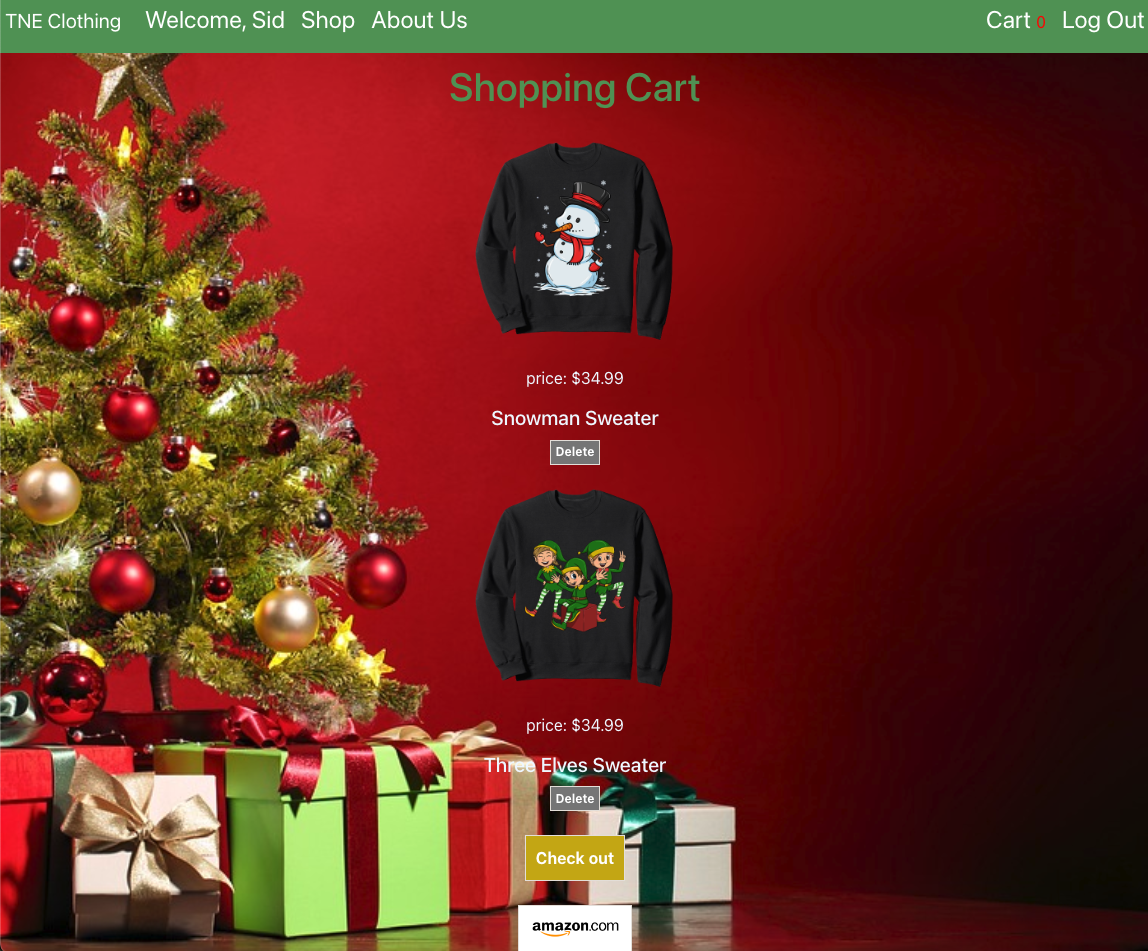 TNE Clothing Welcome, Sid Shop About Us Cart 0 Log Out
Shopping Cart
price: $34.99
Snowman Sweater
Delete
price: $34.99
Three Elves Sweater
Delete
Check out
amazon.com